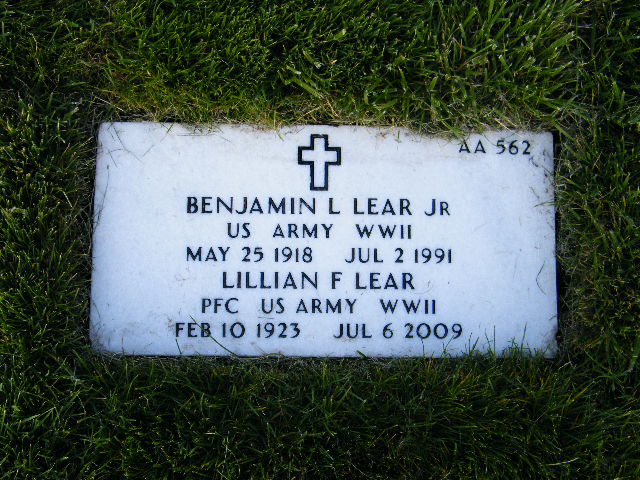 AA 562
BENJAMIN L LEAR JR
US ARMY WWII
MAY 25 1918 JUL 2 1991
LILLIAN F LEAR
PFC US ARMY WWII
FEB 10 1923 JUL 6 2009